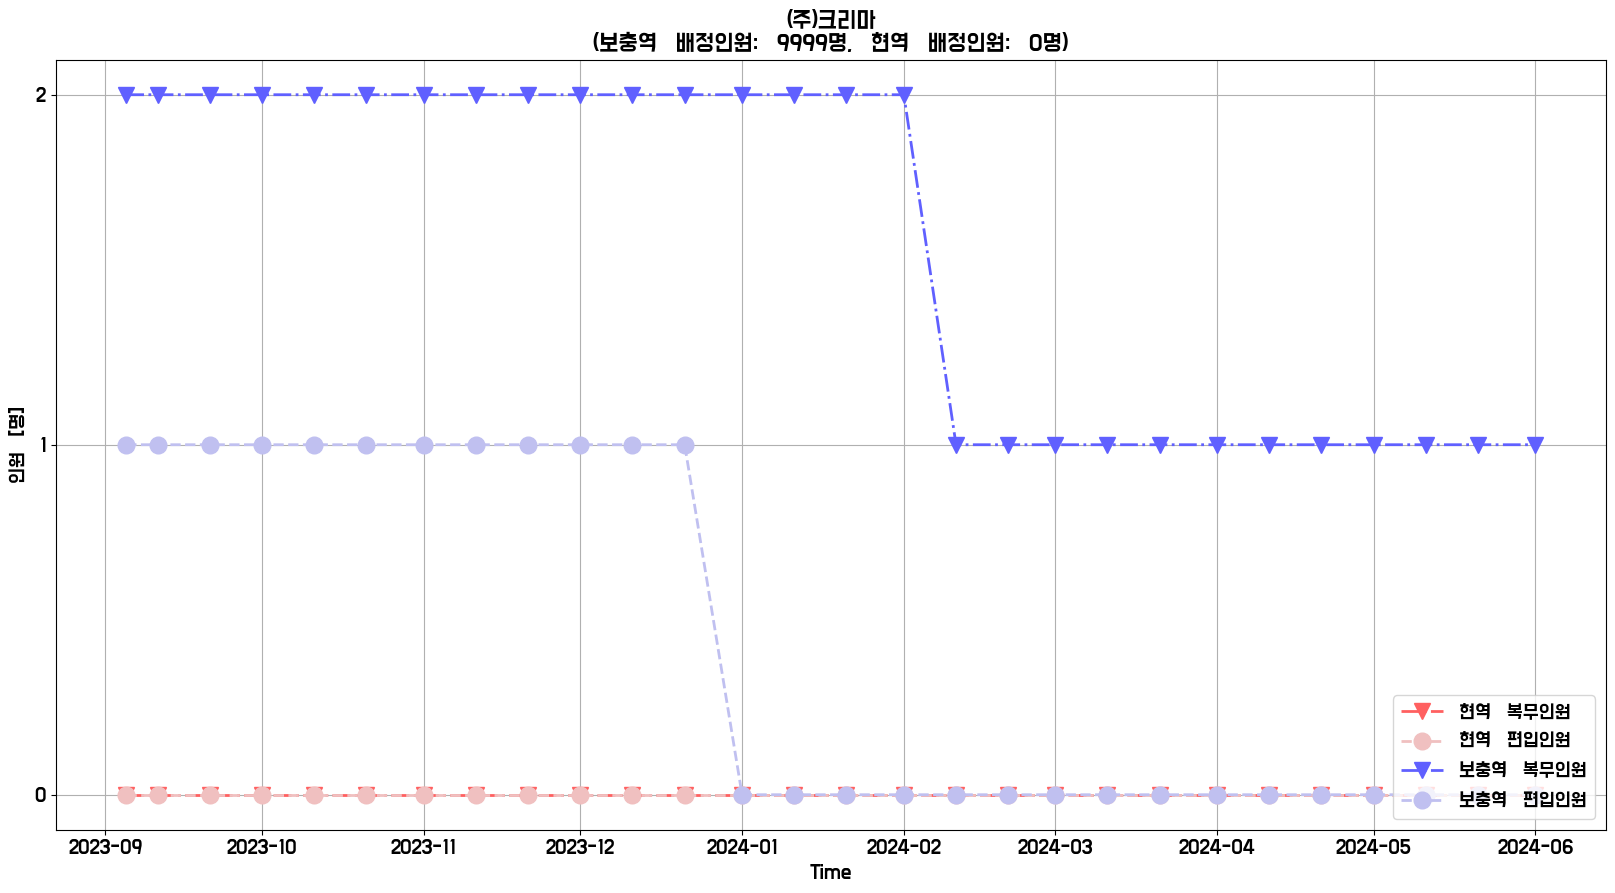 (주)크리마
(보충역 배정인원: 9999명, 현역 배정인원: 0명)
인원 [명]
2
1
0
현역 복무인원
현역 편입인원
보충역 복무인원
보충역 편입인원
2023-09 2023-10 2023-11 2023-12 2024-01 2024-02 2024-03 2024-04 2024-05 2024-06
Time